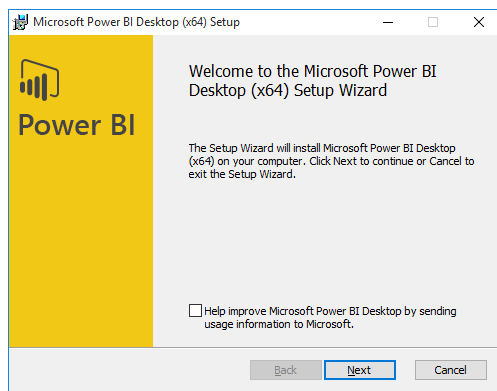 Microsoft Power BI Desktop (x64) Setup
Power BI
Welcome to the Microsoft Power BI
Desktop (x64) Setup Wizard
The Setup Wizard will install Microsoft Power BI Desktop
(x64) on your computer. Click Next to continue or Cancel to
exit the Setup Wizard.
Help improve Microsoft Power BI Desktop by sending
usage information to Microsoft.
Back
Next
Cancel